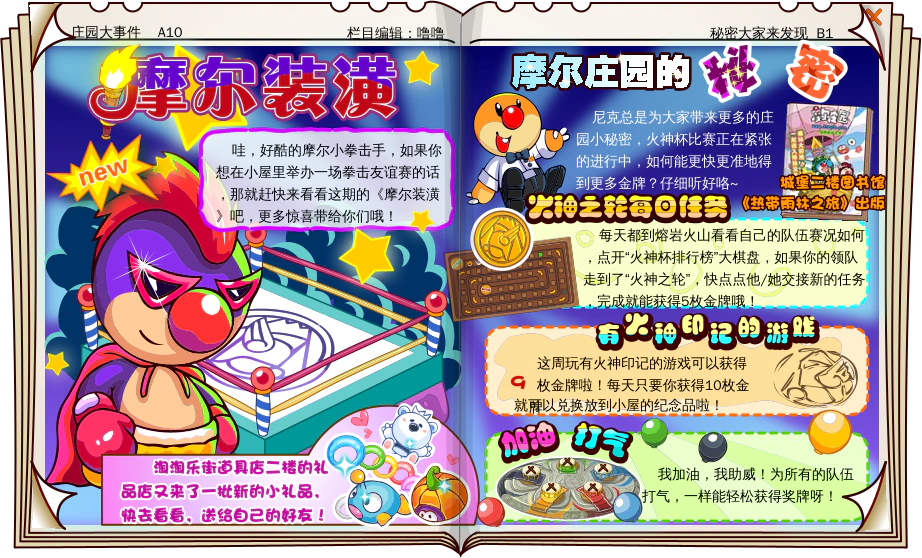 庄园大事件 A10
栏目编辑：噜噜
摩尔装潢
new
哇，好酷的摩尔小拳击手，如果你
想在小屋里举办一场拳击友谊赛的话
，那就赶快来看看这期的《摩尔装潢
》吧，更多惊喜带给你们哦！
淘淘乐街道具店二楼的礼
品店又来了一批新的小礼品，
快去看看，送给自己的好友！
秘密大家来发现 B1
摩尔庄园的秘密
尼克总是为大家带来更多的庄
园小秘密，火神杯比赛正在紧张
的进行中，如何能更快更准地得
到更多金牌？仔细听好咯~
城堡二楼图书馆
《热带雨林之旅》出版
火神之轮每日任务
每天都到熔岩火山看看自己的队伍赛况如何
，点开“火神杯排行榜”大棋盘，如果你的领队
走到了“火神之轮”，快点点他/她交接新的任务
，完成就能获得5枚金牌哦！
有火神印记的游戏
这周玩有火神印记的游戏可以获得
枚金牌啦！每天只要你获得10枚金牌
就可以兑换放到小屋的纪念品啦！
加油 打气
我加油，我助威！为所有的队伍
打气，一样能轻松获得奖牌呀！